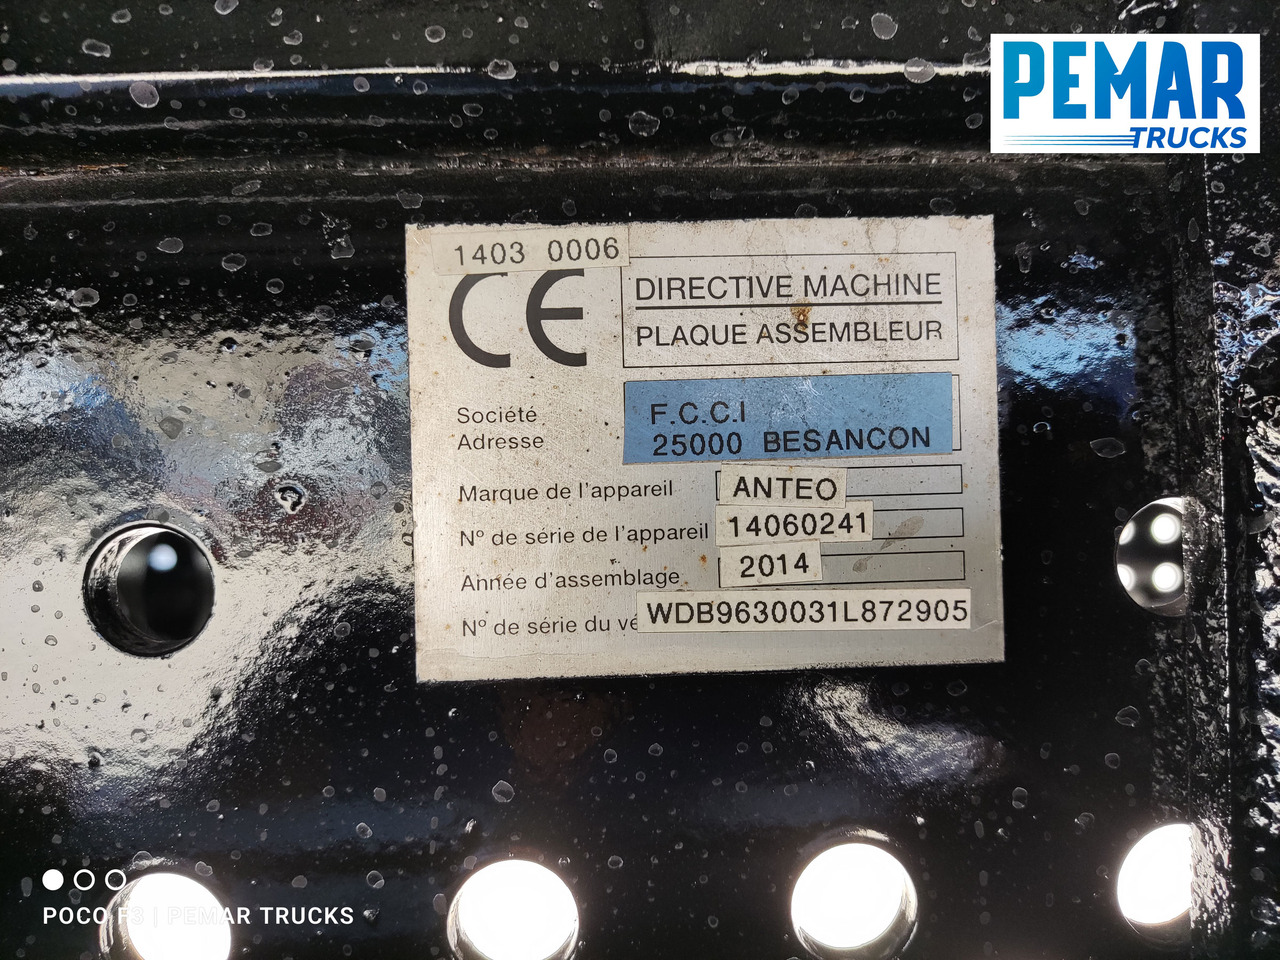 PEMAR
TRUCKS
1403 0006
CE
DIRECTIVE MACHINE
PLAQUE ASSEMBLEUR
Société
F.C.C.I
Adresse
25000 BESANCON
Marque de l'appareil
ANTEO
N° de série de l'appareil
14060241
Année d'assemblage
2014
N° de série du
WDB9630031L872905
POCO F3 | PEMAR TRUCKS